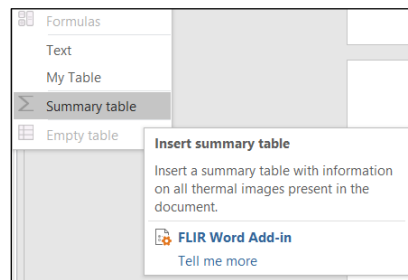 Formulas
Text
My Table
Summary table
Empty table
Insert summary table
Insert a summary table with information
on all thermal images present in the
document.
FLIR Word Add-in
Tell me more